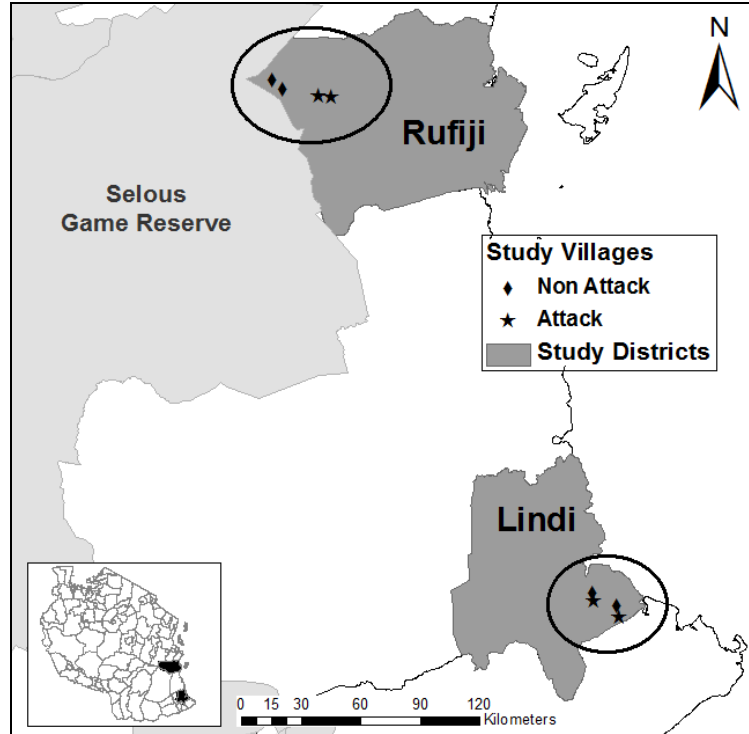 N
Rufiji
Selous
Game Reserve
Study Villages
Non Attack
Attack
Study Districts
Lindi
0 15 30 60 90 120
Kilometers